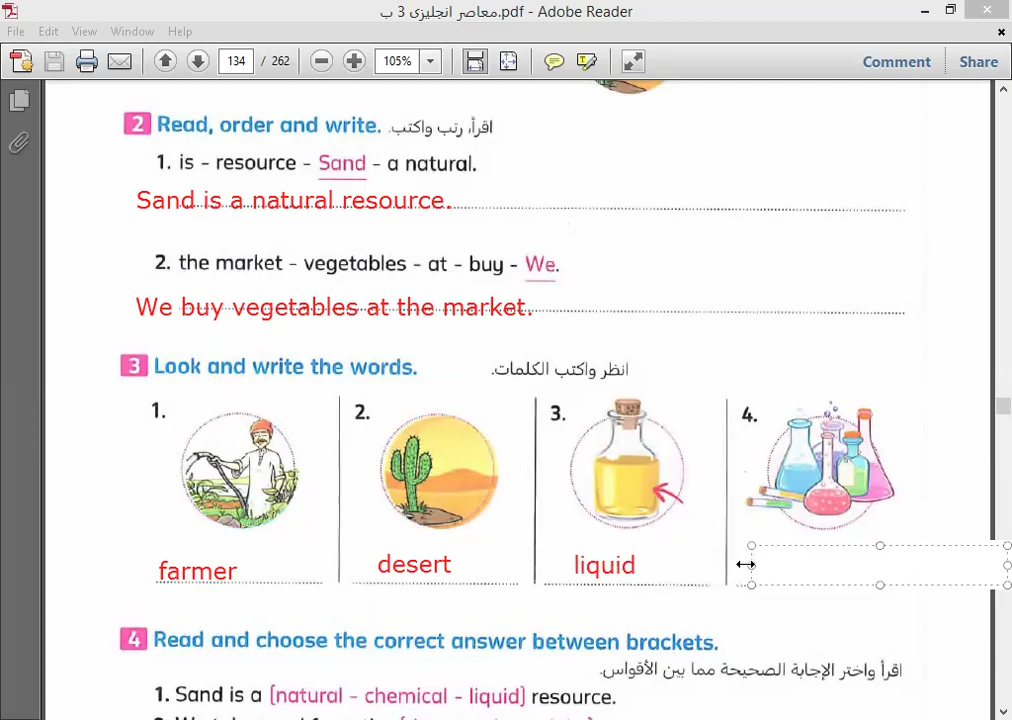 معاصر انجليزى 3 ب.pdf - Adobe Reader
File Edit View Window Help
134 / 262 105% Comment Share
2 Read, order and write. اقرأ، رتب واكتب.
1. is - resource - Sand - a natural.
Sand is a natural resource.
2. the market - vegetables - at - buy - We.
We buy vegetables at the market.
3 Look and write the words. انظر واكتب الكلمات.
1. 2. 3. 4.
farmer desert liquid
4 Read and choose the correct answer between brackets.
اقرأ واختر الإجابة الصحيحة مما بين الأقواس.
1. Sand is a [natural - chemical - liquid] resource.